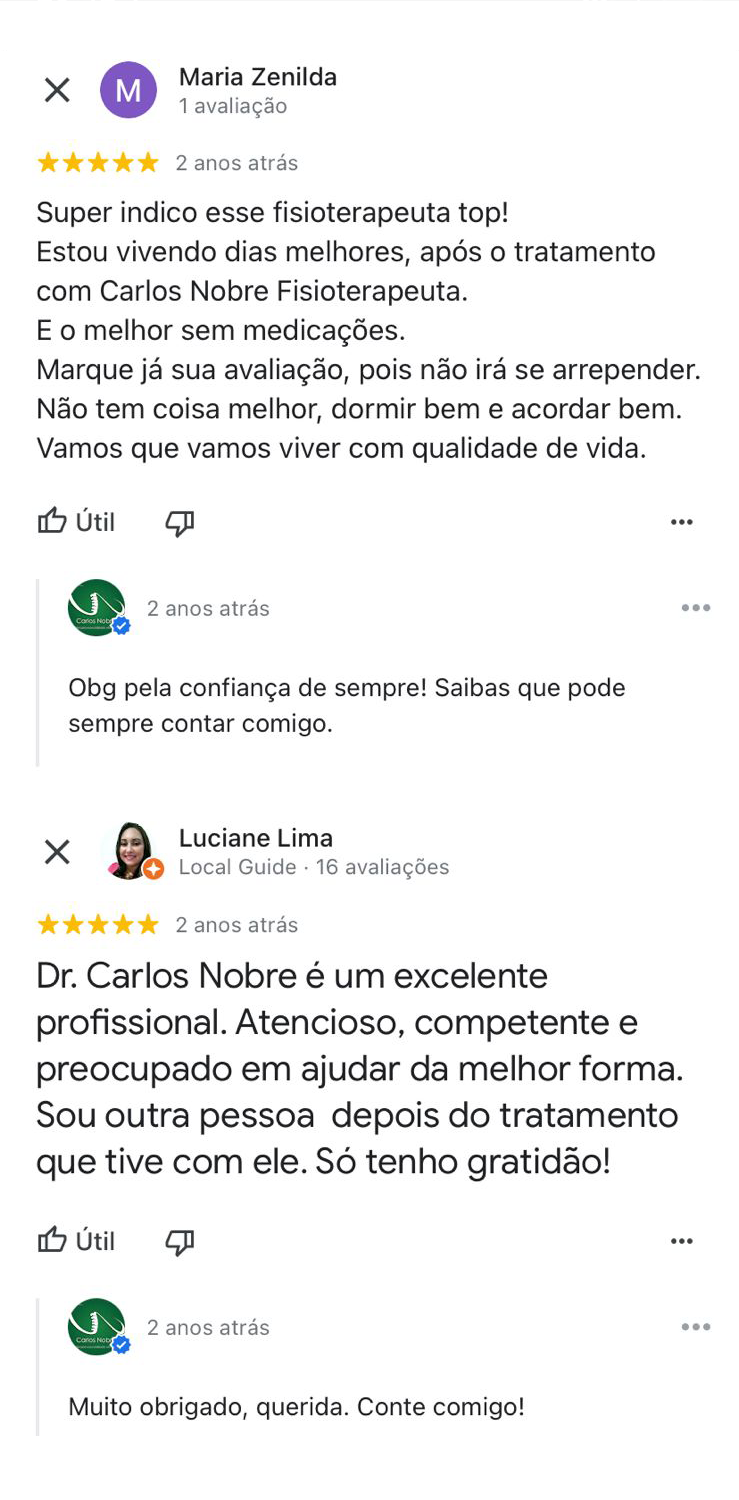 M
Maria Zenilda
1 avaliação
2 anos atrás
Super indico esse fisioterapeuta top!
Estou vivendo dias melhores, após o tratamento
com Carlos Nobre Fisioterapeuta.
E o melhor sem medicações.
Marque já sua avaliação, pois não irá se arrepender.
Não tem coisa melhor, dormir bem e acordar bem.
Vamos que vamos viver com qualidade de vida.
Útil
Carlos Nobre
2 anos atrás
Obg pela confiança de sempre! Saibas que pode
sempre contar comigo.
Luciane Lima
Local Guide · 16 avaliações
2 anos atrás
Dr. Carlos Nobre é um excelente
profissional. Atencioso, competente e
preocupado em ajudar da melhor forma.
Sou outra pessoa  depois do tratamento
que tive com ele. Só tenho gratidão!
Útil
Carlos Nobre
2 anos atrás
Muito obrigado, querida. Conte comigo!